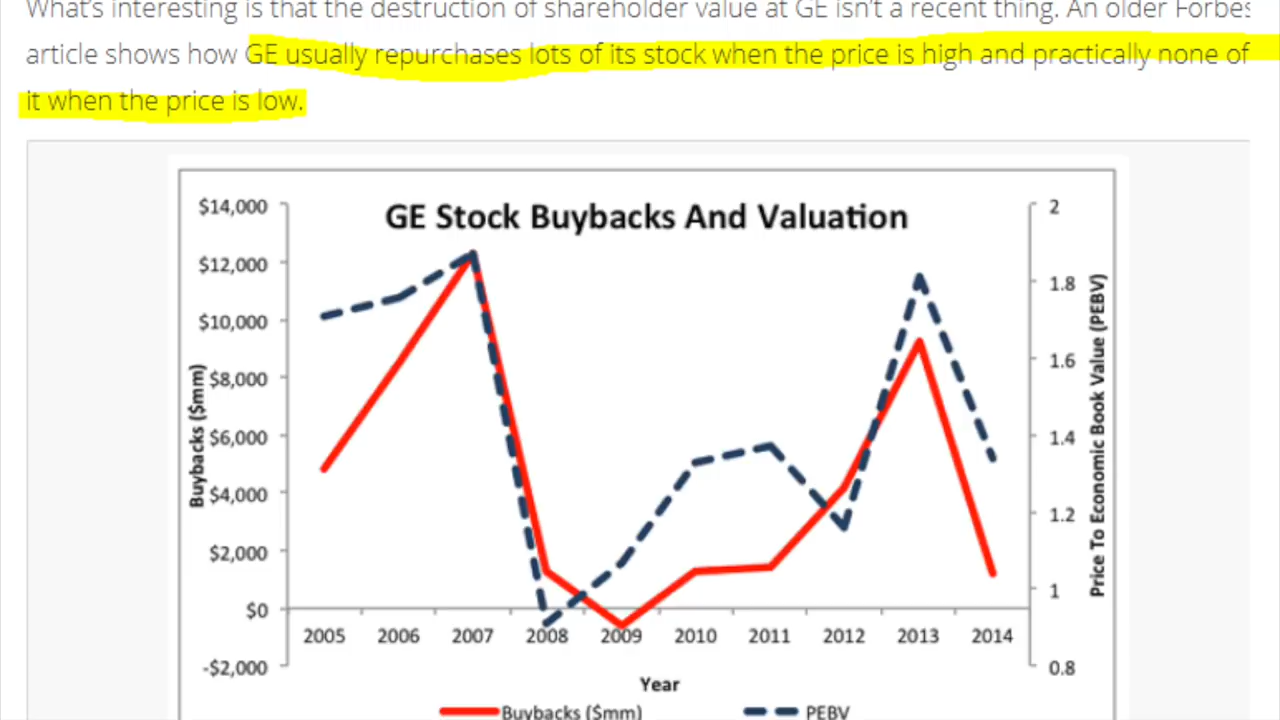 What's interesting is that the destruction of shareholder value at GE isn't a recent thing. An older Forbes
article shows how GE usually repurchases lots of its stock when the price is high and practically none of
it when the price is low.
GE Stock Buybacks And Valuation
$14,000
$12,000
$10,000
$8,000
$6,000
$4,000
$2,000
$0
-$2,000
Buybacks ($mm)
2
1.8
1.6
1.4
1.2
1
0.8
Price To Economic Book Value (PEBV)
2005 2006 2007 2008 2009 2010 2011 2012 2013 2014
Year
Buybacks ($mm) PEBV